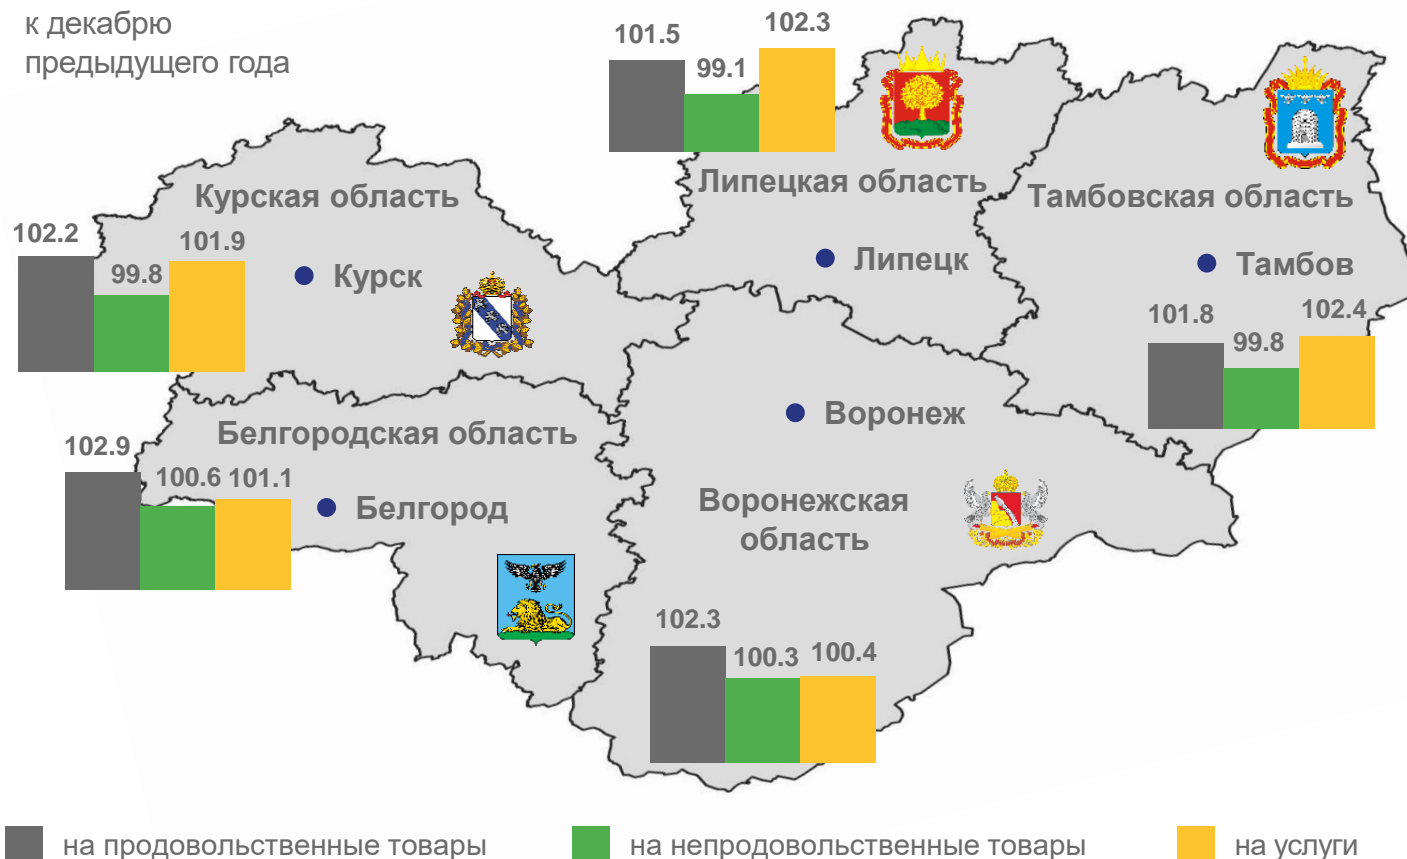 к декабрю
предыдущего года
101.5
99.1
102.3
Липецкая область
Липецк
Курская область
102.2
99.8
101.9
Курск
Тамбовская область
Тамбов
101.8
99.8
102.4
Белгородская область
102.9
100.6
101.1
Белгород
Воронеж
Воронежская
область
102.3
100.3
100.4
на продовольственные товары
на непродовольственные товары
на услуги